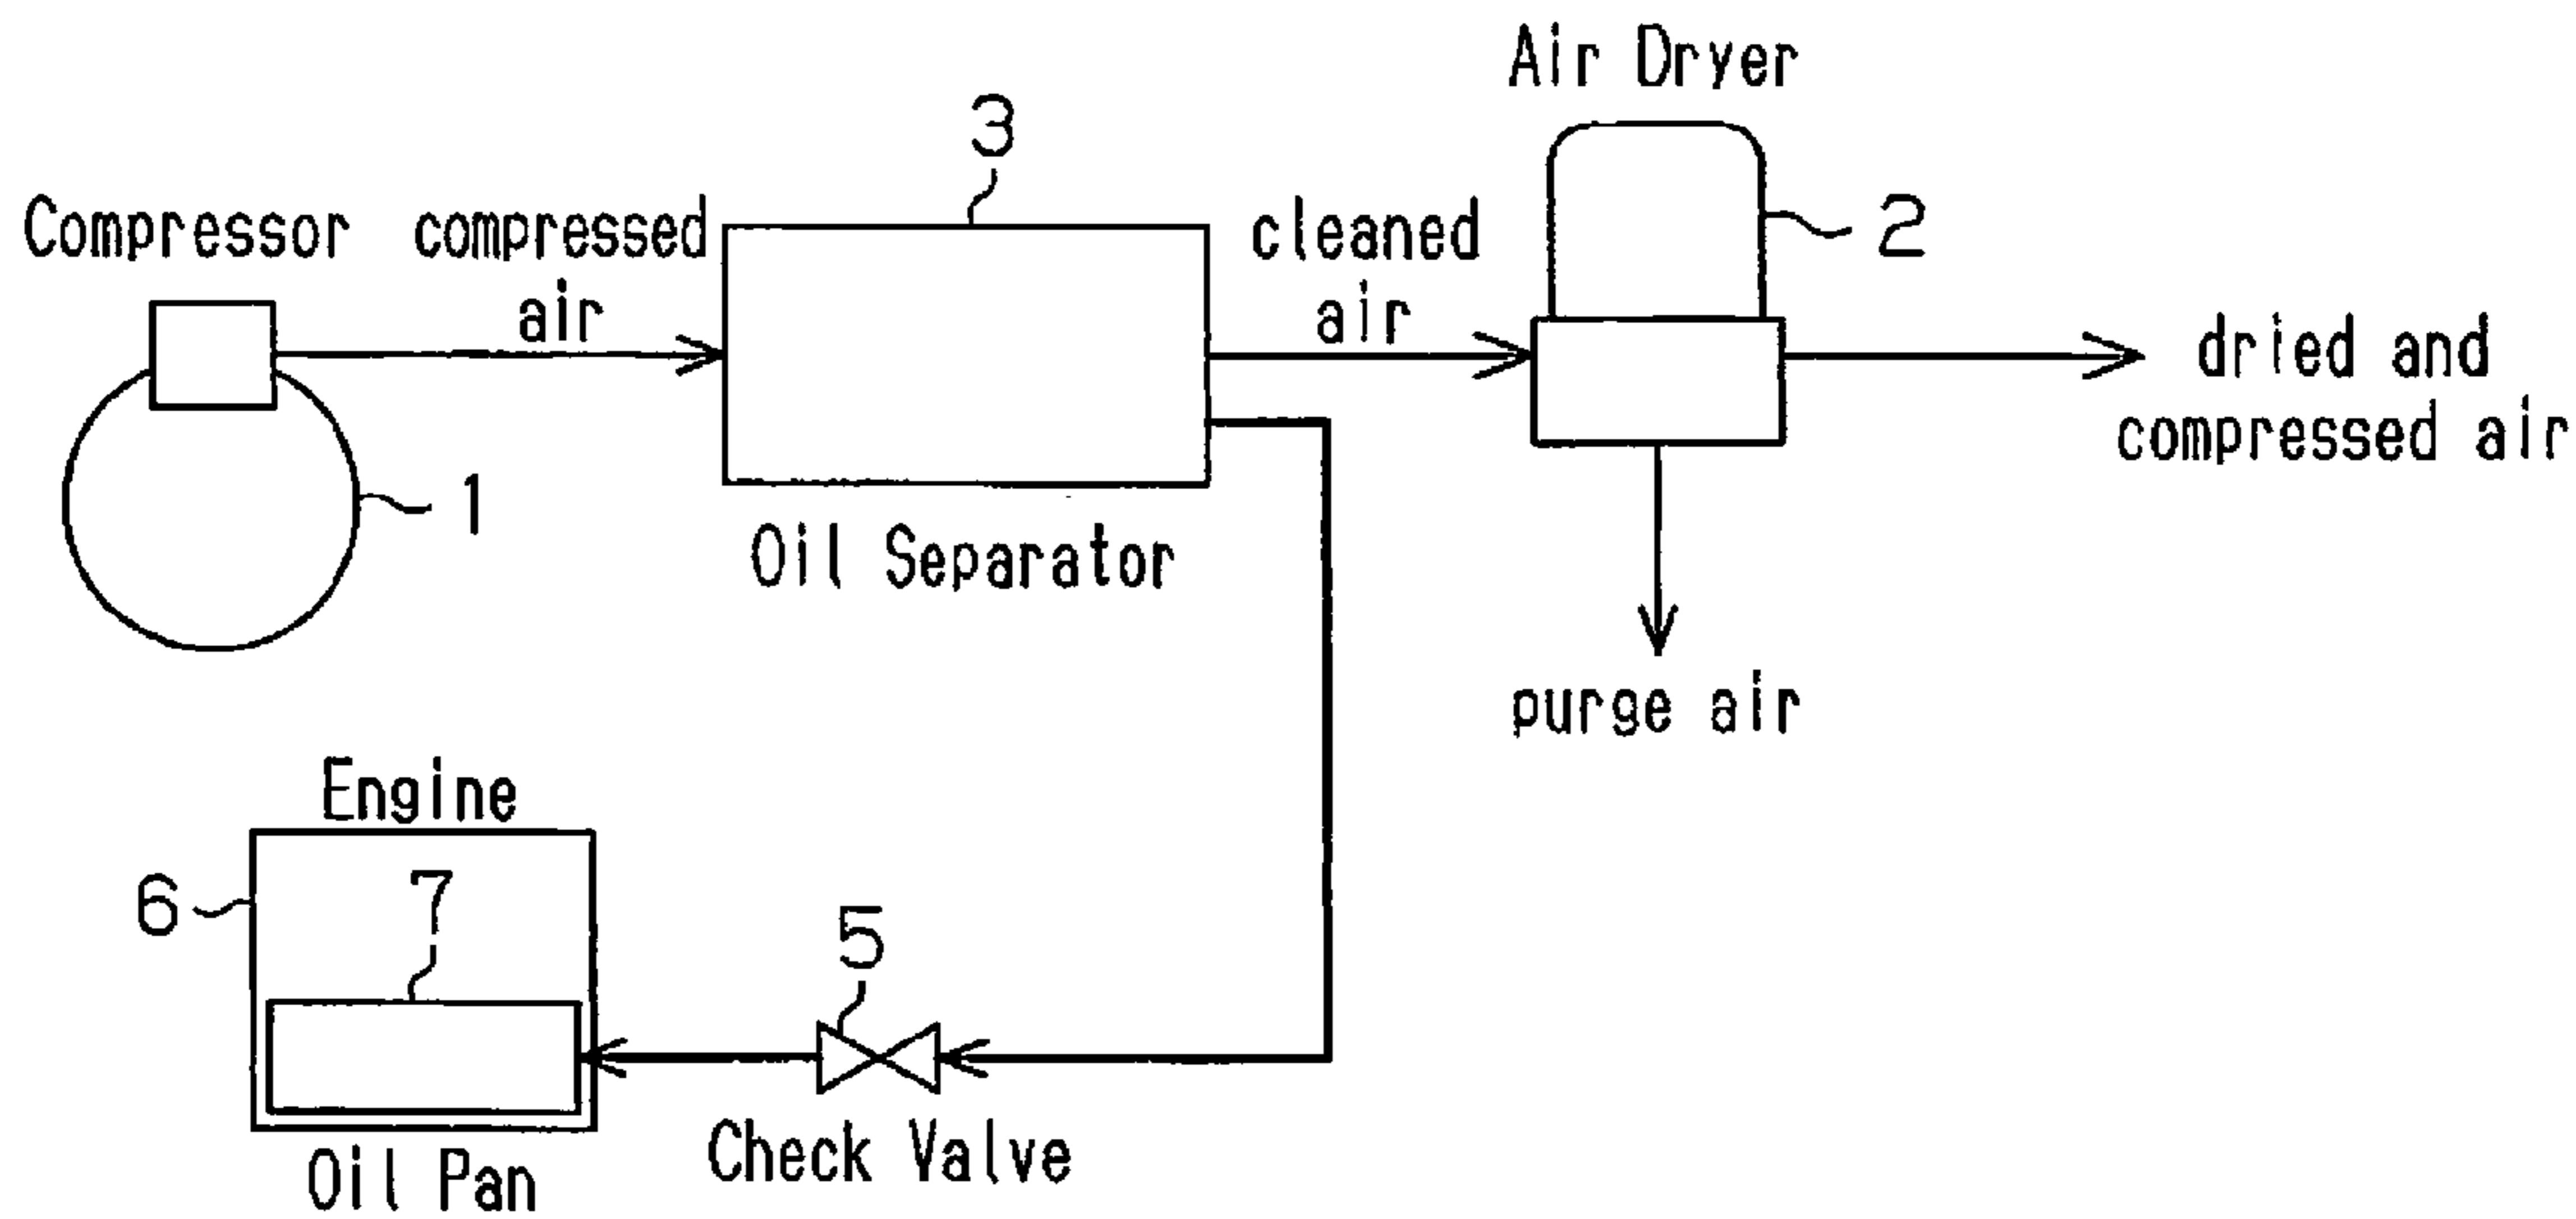 Air Dryer
3
2
Compressor
compressed
air
cleaned
air
dried and
compressed air
1
Oil Separator
purge air
Engine
6
7
5
Check Valve
Oil Pan